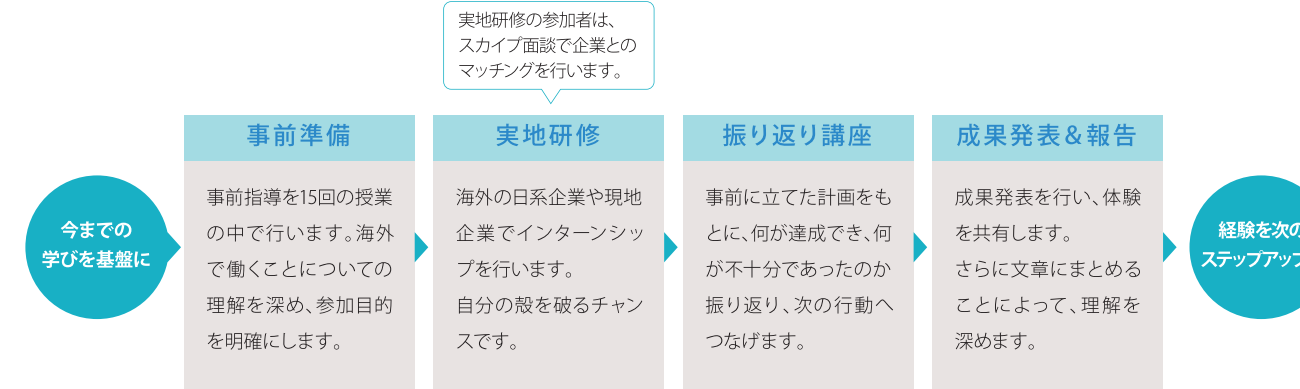 実地研修の参加者は、
スカイプ面談で企業との
マッチングを行います。
今までの
学びを基盤に
事前準備
事前指導を15回の授業
の中で行います。海外
で働くことについての
理解を深め、参加目的
を明確にします。
実地研修
海外の日系企業や現地
企業でインターンシッ
プを行います。
自分の殻を破るチャン
スです。
振り返り講座
事前に立てた計画をも
とに、何が達成でき、何
が不十分であったのか
振り返り、次の行動へ
つなげます。
成果発表&報告
成果発表を行い、体験
を共有します。
さらに文章にまとめる
ことによって、理解を
深めます。
経験を次の
ステップアップ